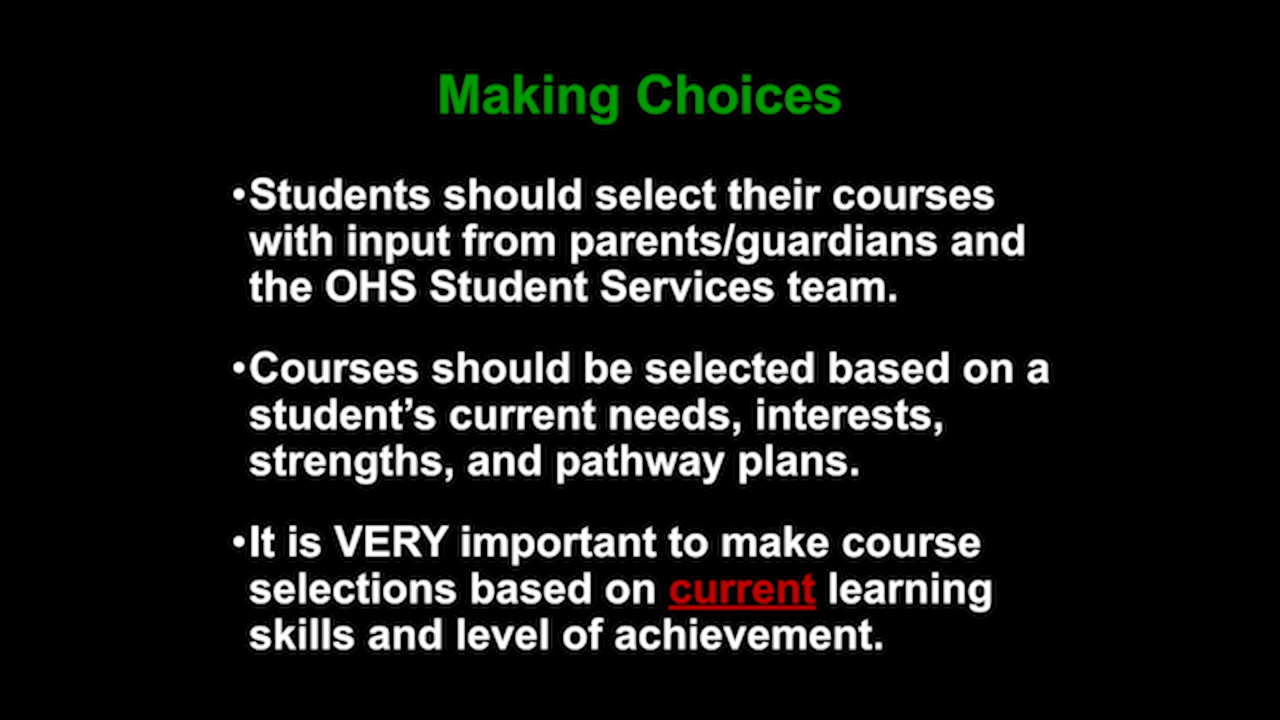 Making Choices
•Students should select their courses
with input from parents/guardians and
the OHS Student Services team.
•Courses should be selected based on a
student’s current needs, interests,
strengths, and pathway plans.
•It is VERY important to make course
selections based on current learning
skills and level of achievement.